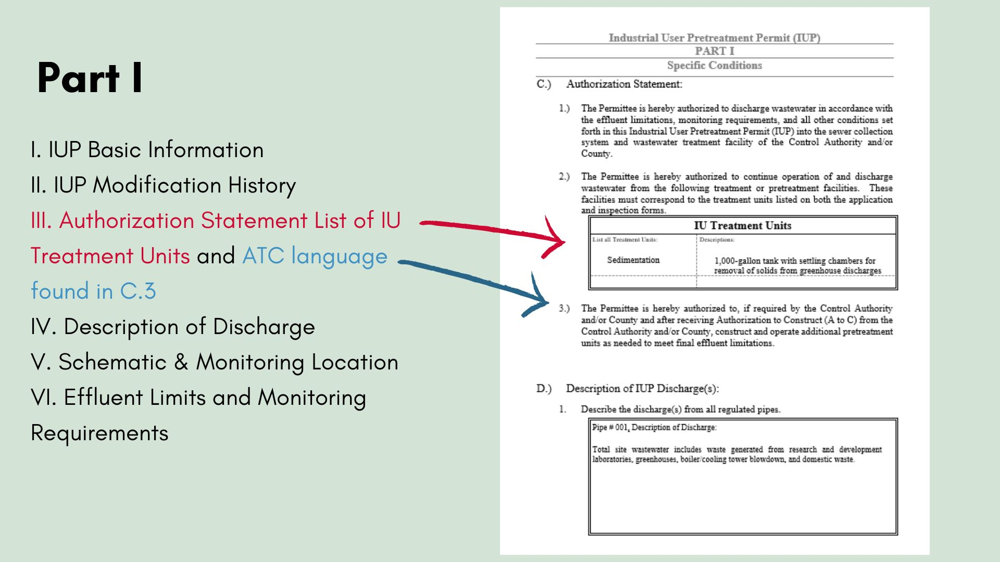 Part I
I. IUP Basic Information
II. IUP Modification History
III. Authorization Statement List of IU
Treatment Units and ATC language
found in C.3
IV. Description of Discharge
V. Schematic & Monitoring Location
VI. Effluent Limits and Monitoring
Requirements
Industrial User Pretreatment Permit (IUP)
PART I
Specific Conditions
C.) Authorization Statement:
1.) The Permittee is hereby authorized to discharge wastewater in accordance with
the effluent limitations, monitoring requirements, and all other conditions set
forth in this Industrial User Pretreatment Permit (IUP) into the sewer collection
system and wastewater treatment facility of the Control Authority and/or
County.
2.) The Permittee is hereby authorized to continue operation of and discharge
wastewater from the following treatment or pretreatment facilities. These
facilities must correspond to the treatment units listed on both the application
and inspection forms.
IU Treatment Units
List all Treatment Units: Descriptions:
Sedimentation 1,000-gallon tank with settling chambers for
removal of solids from greenhouse discharges
3.) The Permittee is hereby authorized to, if required by the Control Authority
and/or County and after receiving Authorization to Construct (A to C) from the
Control Authority and/or County, construct and operate additional pretreatment
units as needed to meet final effluent limitations.
D.) Description of IUP Discharge(s):
1. Describe the discharge(s) from all regulated pipes.
Pipe # 001, Description of Discharge:
Total site wastewater includes waste generated from research and development
laboratories, greenhouses, boiler/cooling tower blowdown, and domestic waste.